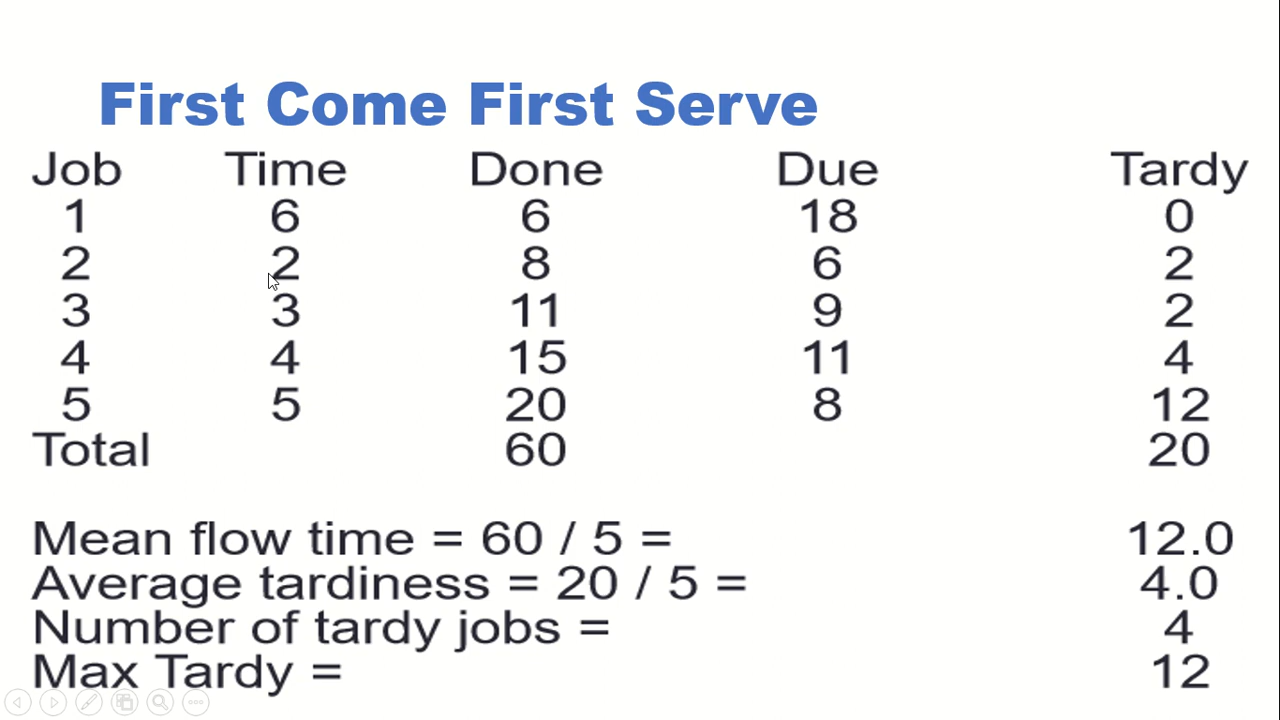 First Come First Serve
Job Time Done Due Tardy
1 6 6 18 0
2 2 8 6 2
3 3 11 9 2
4 4 15 11 4
5 5 20 8 12
Total 60 20
Mean flow time = 60 / 5 = 12.0
Average tardiness = 20 / 5 = 4.0
Number of tardy jobs = 4
Max Tardy = 12